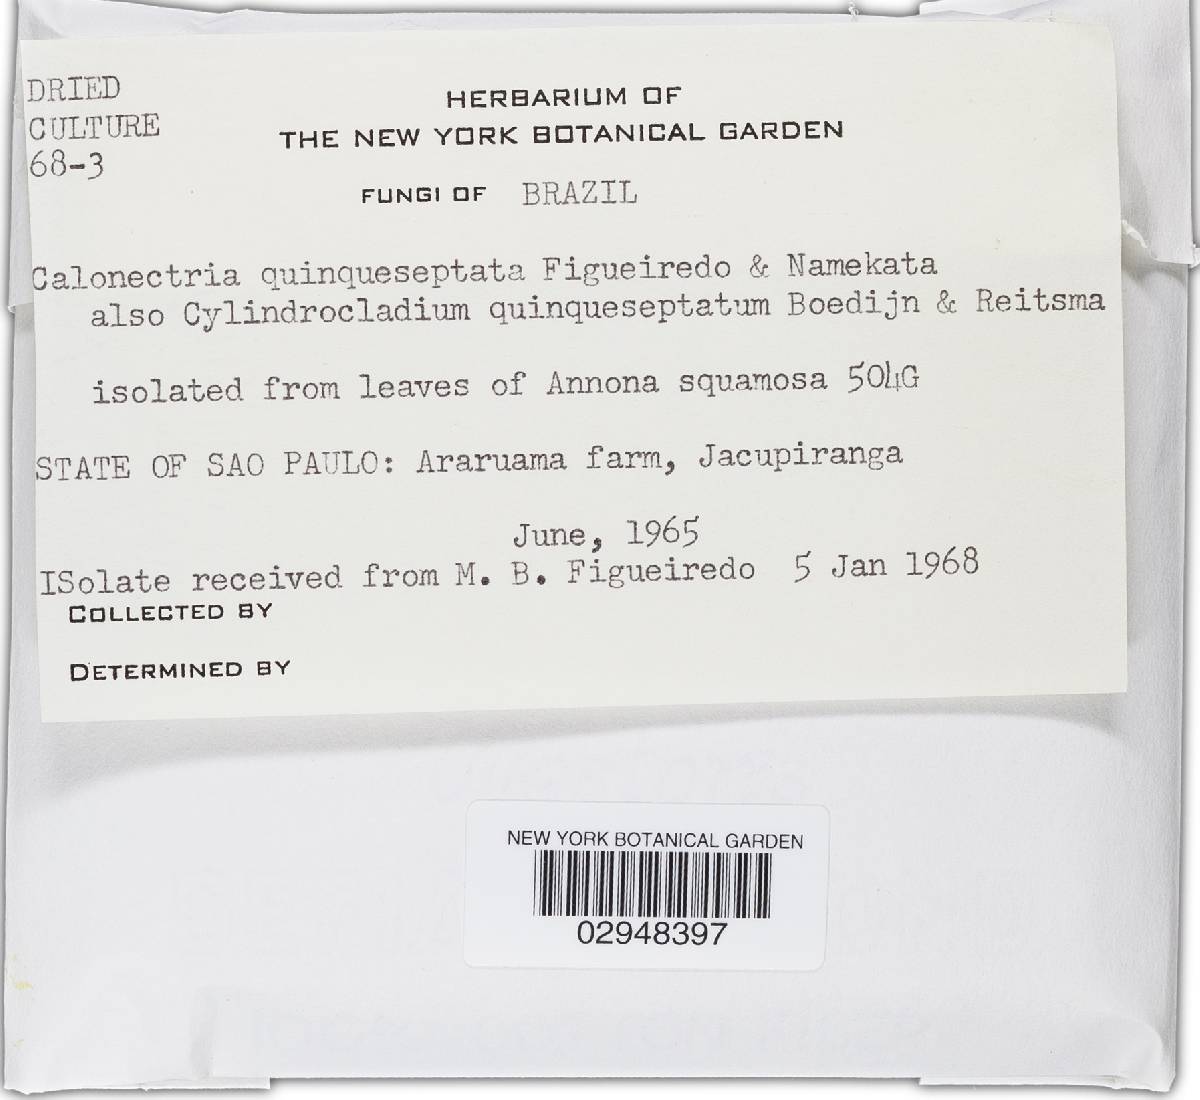 DRIED
CULTURE
68-3
HERBARIUM OF
THE NEW YORK BOTANICAL GARDEN
FUNGI OF BRAZIL
Calonectria quinqueseptata Figueiredo & Namekata
also Cylindrocladium quinqueseptatum Boedijn & Reitsma
isolated from leaves of Annona squamosa 504G
STATE OF SAO PAULO: Araruama farm, Jacupiranga
June, 1965
ISolate received from M. B. Figueiredo 5 Jan 1968
COLLECTED BY
DETERMINED BY
NEW YORK BOTANICAL GARDEN
02948397